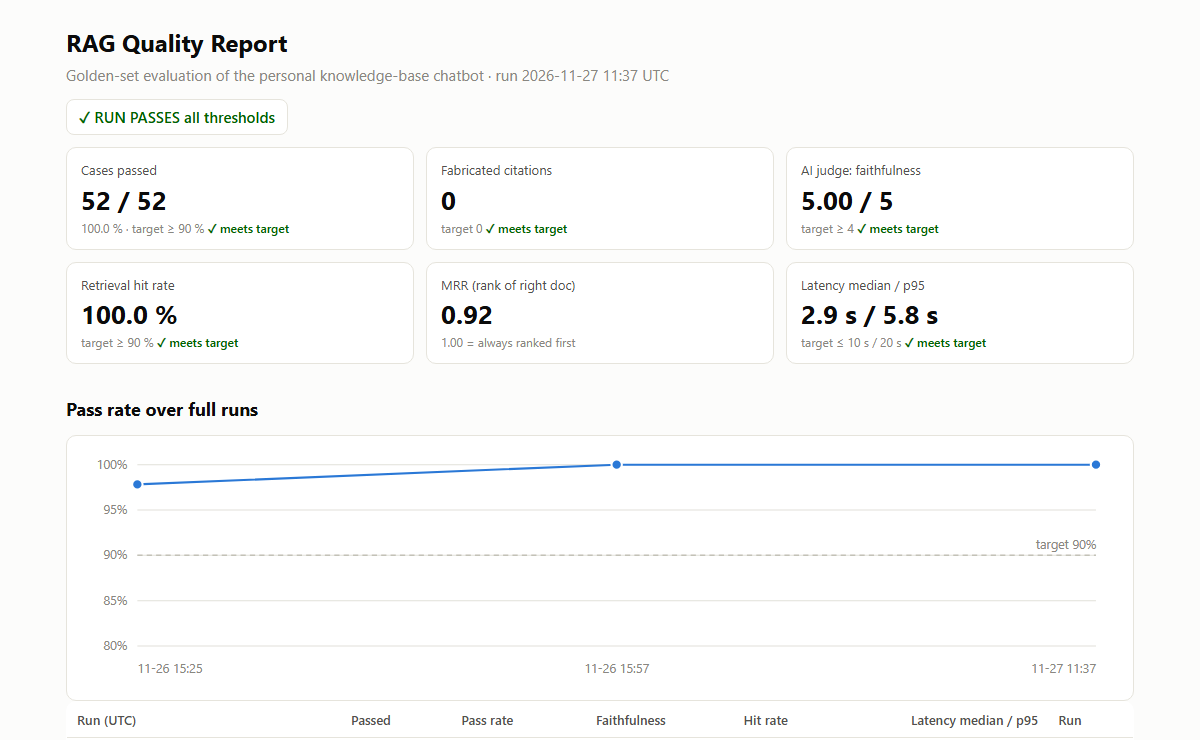 RAG Quality Report
Golden-set evaluation of the personal knowledge-base chatbot · run 2026-11-27 11:37 UTC
✓ RUN PASSES all thresholds
Cases passed
52 / 52
100.0 % · target ≥ 90 % ✓ meets target
Fabricated citations
0
target 0 ✓ meets target
AI judge: faithfulness
5.00 / 5
target ≥ 4 ✓ meets target
Retrieval hit rate
100.0 %
target ≥ 90 % ✓ meets target
MRR (rank of right doc)
0.92
1.00 = always ranked first
Latency median / p95
2.9 s / 5.8 s
target ≤ 10 s / 20 s ✓ meets target
Pass rate over full runs
100%
95%
target 90%
90%
85%
80%
11-26 15:25 11-26 15:57 11-27 11:37
Run (UTC) Passed Pass rate Faithfulness Hit rate Latency median / p95 Run